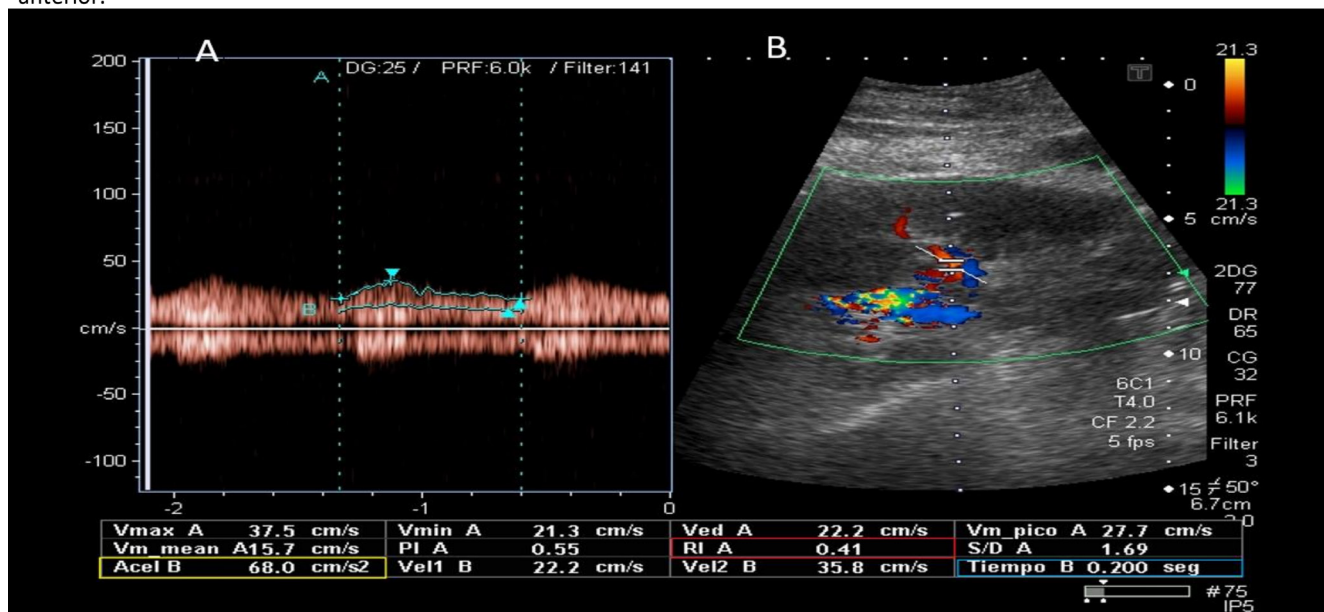 anterior.
A
B
DG:25 / PRF:6.0k / Filter:141
A
B
200
150
100
50
cm/s
-50
-100
-2
-1
0
T
0
5
10
15
21.3
21.3
cm/s
2DG
77
DR
65
CG
32
PRF
6.1k
Filter
3
50°
6.7cm
6C1
T4.0
CF 2.2
5 fps
Vmax A 37.5 cm/s Vmin A 21.3 cm/s Ved A 22.2 cm/s Vm_pico A 27.7 cm/s
Vm_mean A15.7 cm/s PI A 0.55 RI A 0.41 S/D A 1.69
Acel B 68.0 cm/s2 Vel1 B 22.2 cm/s Vel2 B 35.8 cm/s Tiempo B 0.200 seg
#75
IP5